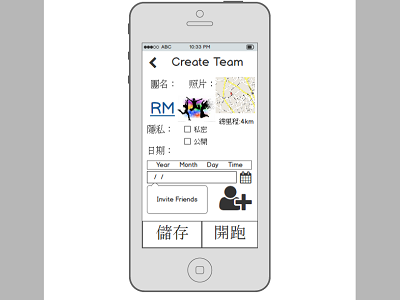 ABC 10:33 PM
Create Team
團名： 照片：
RM
總里程:4km
隱私： 私密
公開
日期：
Year Month Day Time
/ /
Invite Friends
儲存 開跑